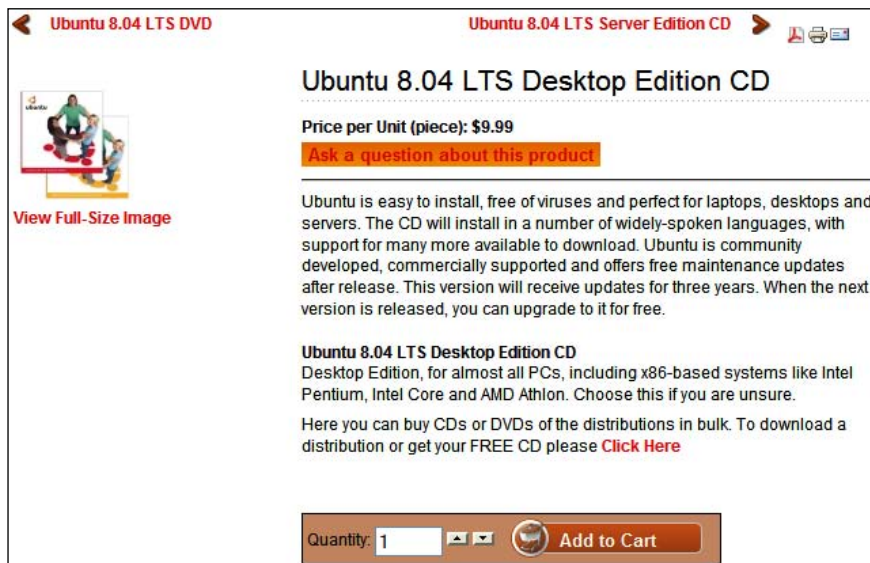 Ubuntu 8.04 LTS DVD
Ubuntu 8.04 LTS Server Edition CD
Ubuntu 8.04 LTS Desktop Edition CD
ubuntu
Price per Unit (piece): $9.99
Ask a question about this product
View Full-Size Image
Ubuntu is easy to install, free of viruses and perfect for laptops, desktops and
servers. The CD will install in a number of widely-spoken languages, with
support for many more available to download. Ubuntu is community
developed, commercially supported and offers free maintenance updates
after release. This version will receive updates for three years. When the next
version is released, you can upgrade to it for free.
Ubuntu 8.04 LTS Desktop Edition CD
Desktop Edition, for almost all PCs, including x86-based systems like Intel
Pentium, Intel Core and AMD Athlon. Choose this if you are unsure.
Here you can buy CDs or DVDs of the distributions in bulk. To download a
distribution or get your FREE CD please Click Here
Quantity: 1
Add to Cart